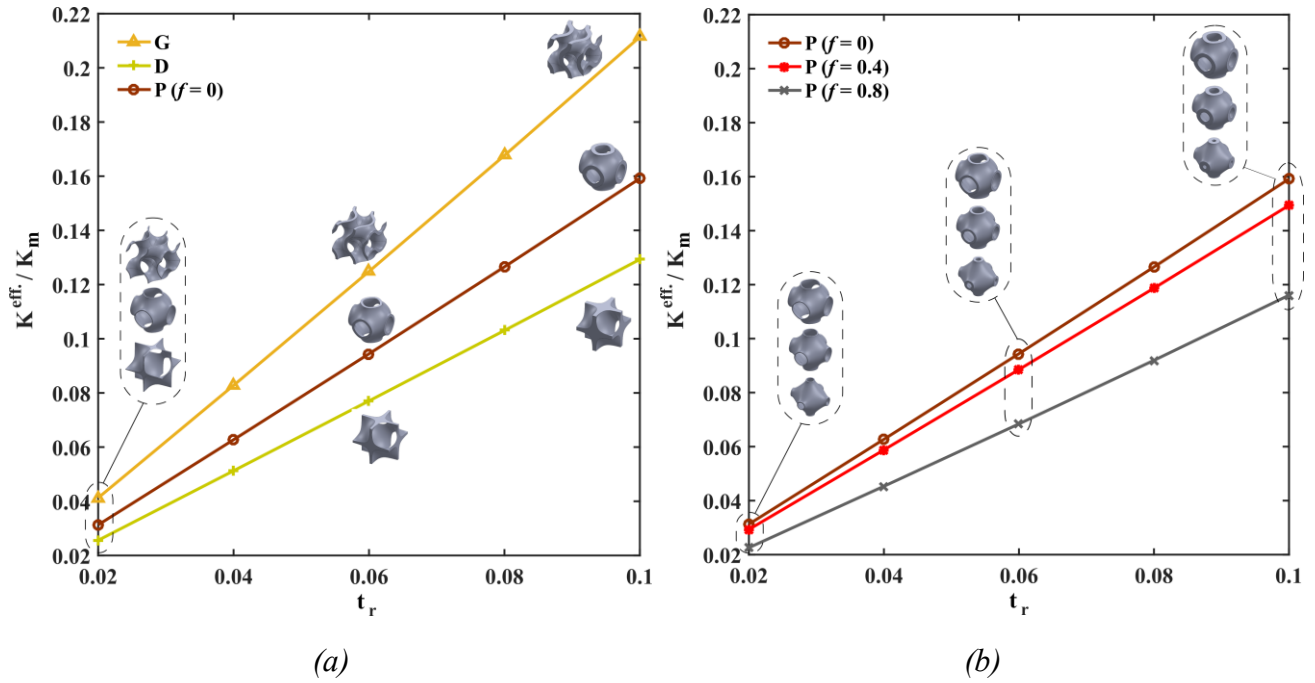 G
D
P (f = 0)
0.22
0.2
0.18
0.16
0.14
0.12
0.1
0.08
0.06
0.04
0.02
K^eff. / K_m
0.02 0.04 0.06 0.08 0.1
t_r
(a)
P (f = 0)
P (f = 0.4)
P (f = 0.8)
0.22
0.2
0.18
0.16
0.14
0.12
0.1
0.08
0.06
0.04
0.02
K^eff. / K_m
0.02 0.04 0.06 0.08 0.1
t_r
(b)